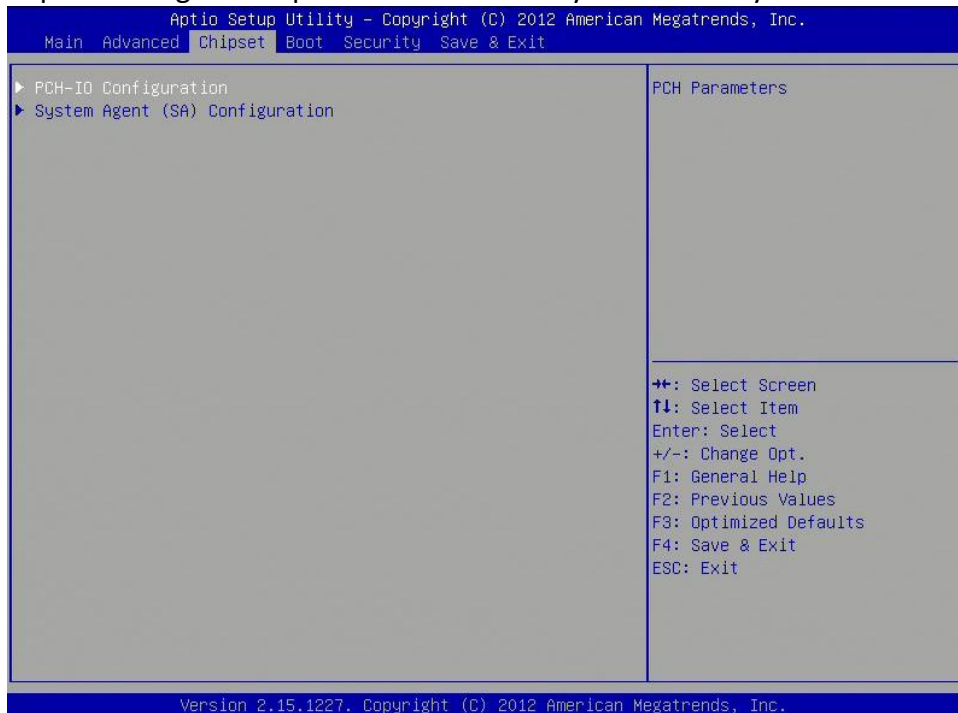 Aptio Setup Utility – Copyright (C) 2012 American Megatrends, Inc.
Main Advanced Chipset Boot Security Save & Exit
▶ PCH-IO Configuration
▶ System Agent (SA) Configuration
PCH Parameters
→←: Select Screen
↑↓: Select Item
Enter: Select
+/-: Change Opt.
F1: General Help
F2: Previous Values
F3: Optimized Defaults
F4: Save & Exit
ESC: Exit
Version 2.15.1227. Copyright (C) 2012 American Megatrends, Inc.